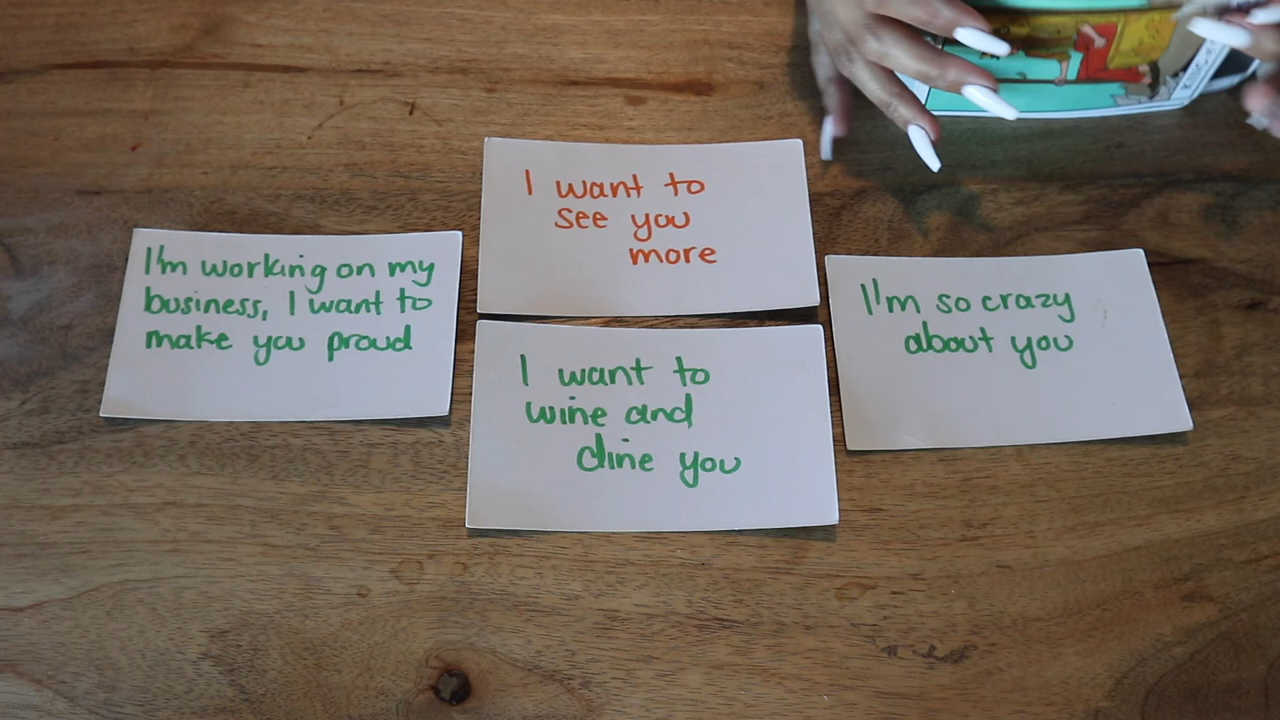 I want to
see you
more
I'm working on my
business, I want to
make you proud
I want to
wine and
dine you
I'm so crazy
about you